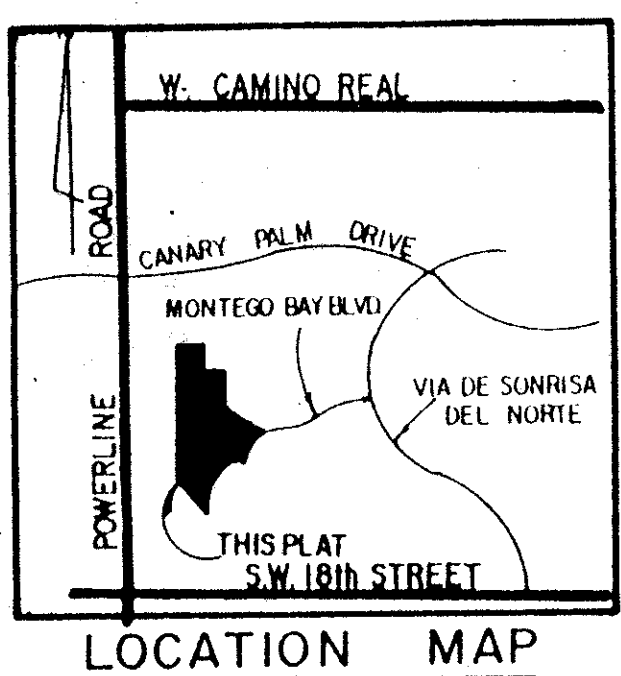 W. CAMINO REAL
POWERLINE ROAD
CANARY PALM DRIVE
MONTEGO BAY BLVD
VIA DE SONRISA
DEL NORTE
THIS PLAT
S.W. 18th STREET
LOCATION MAP